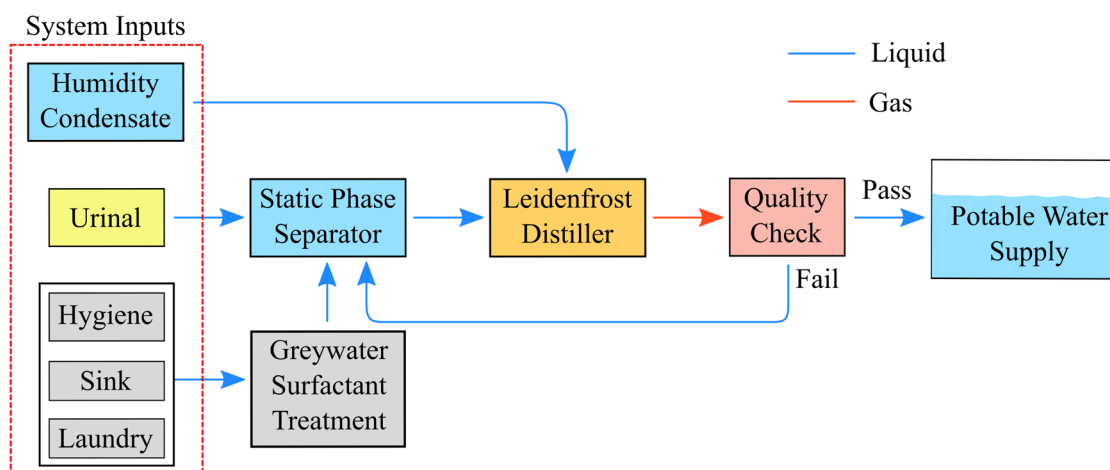 System Inputs
Humidity
Condensate
Urinal
Hygiene
Sink
Laundry
Static Phase
Separator
Greywater
Surfactant
Treatment
Leidenfrost
Distiller
Quality
Check
Pass
Fail
Potable Water
Supply
Liquid
Gas